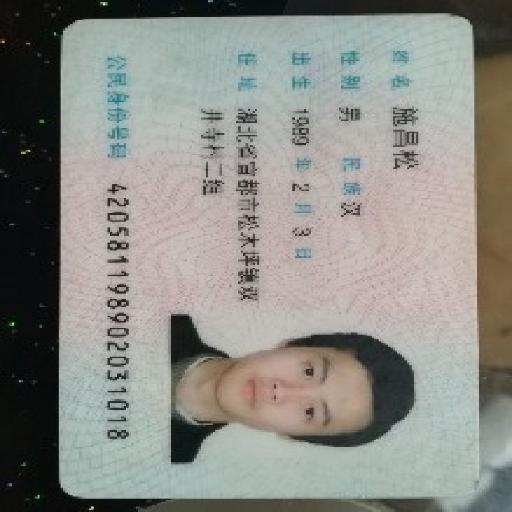 姓名 施昌松
性别 男 民族 汉
出生 1989 年 2 月 3 日
住址 湖北省宜都市松木坪镇双
井寺村二组
公民身份号码 420581198902031018